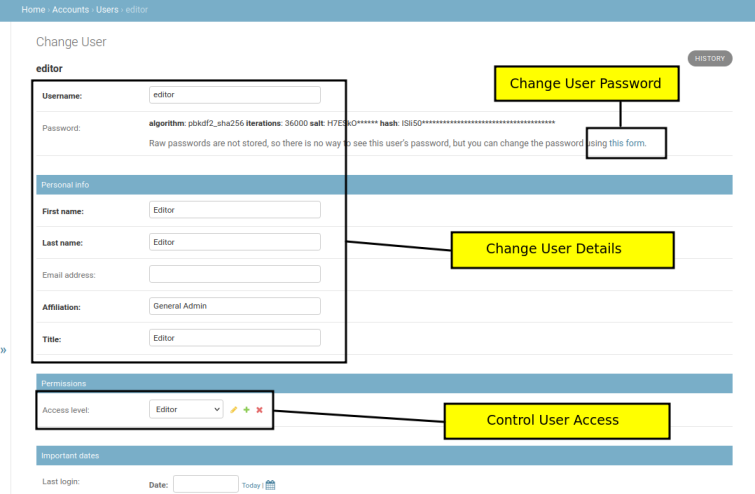 Home › Accounts › Users › editor
Change User
HISTORY
editor
Change User Password
Username:
editor
Password:
algorithm: pbkdf2_sha256 iterations: 36000 salt: H7ESkO****** hash: ISli50**************************************
Raw passwords are not stored, so there is no way to see this user's password, but you can change the password using this form.
Personal info
First name:
Editor
Last name:
Editor
Change User Details
Email address:
Affiliation:
General Admin
Title:
Editor
»
Permissions
Access level:
Editor
Control User Access
Important dates
Last login:
Date:
Today |